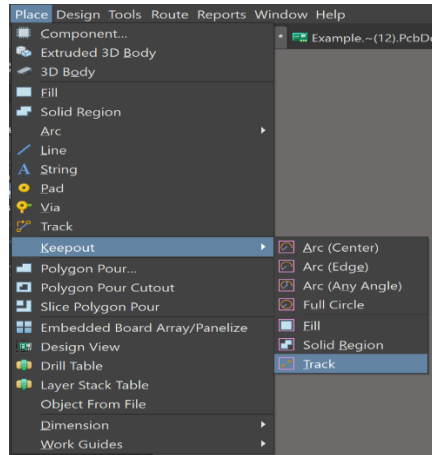 Place Design Tools Route Reports Window Help
Component...
* Example.~(12).PcbDo
Extruded 3D Body
3D Body
Fill
Solid Region
Arc
Line
String
Pad
Via
Track
Keepout
Arc (Center)
Polygon Pour...
Arc (Edge)
Polygon Pour Cutout
Arc (Any Angle)
Slice Polygon Pour
Full Circle
Embedded Board Array/Panelize
Fill
Design View
Solid Region
Drill Table
Track
Layer Stack Table
Object From File
Dimension
Work Guides